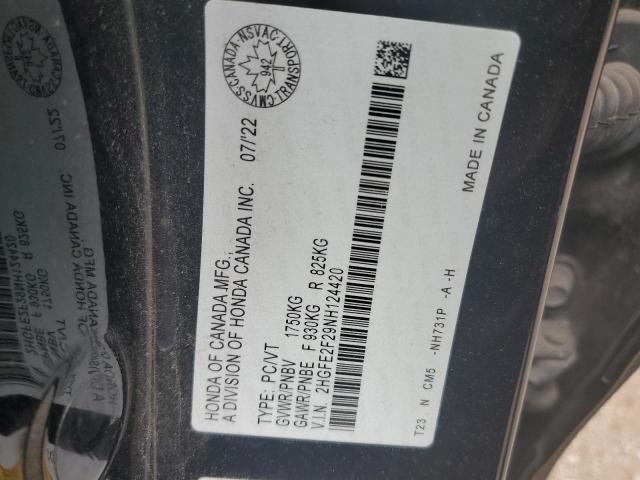 HONDA OF CANADA MFG.,
A DIVISION OF HONDA CANADA INC. 07/'22
TYPE: PC/VT
GVWR/PNBV 1750KG
GAWR/PNBE F 930KG R 825KG
V.I.N. 2HGFE2F29NH124420
T23 N CM5 -NH731P -A -H
MADE IN CANADA
CANADA-NSVAC
942
CMVSS-CANADA-TRANSPORT